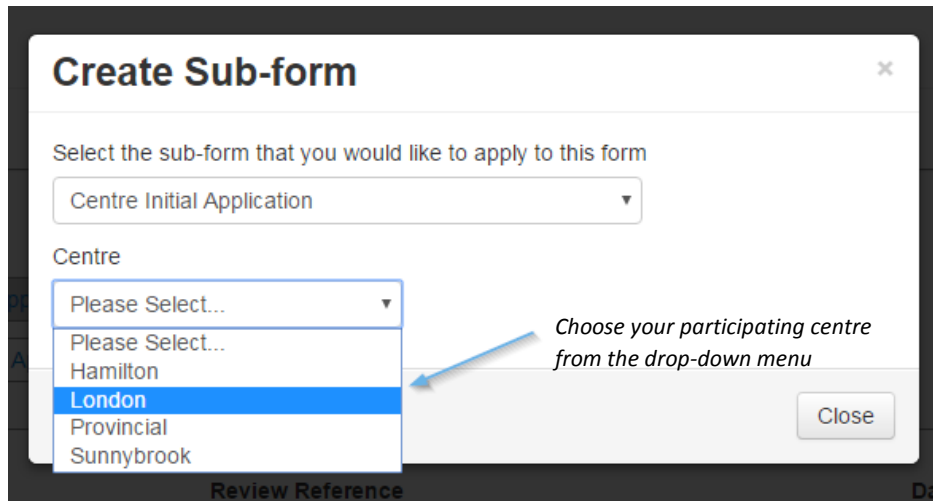 Create Sub-form
×
Select the sub-form that you would like to apply to this form
Centre Initial Application
Centre
Please Select...
Please Select...
Hamilton
London
Provincial
Sunnybrook
Choose your participating centre
from the drop-down menu
Close
Review Reference